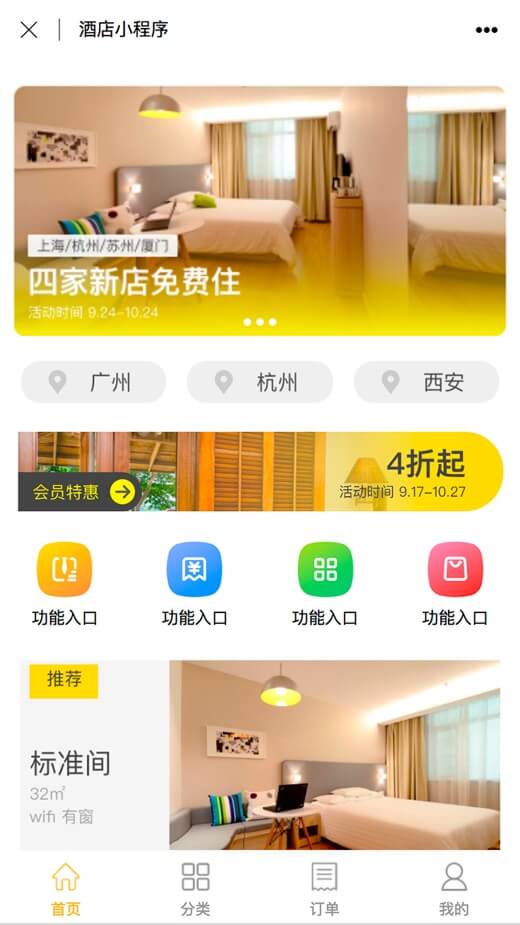 酒店小程序
上海/杭州/苏州/厦门
四家新店免费住
活动时间 9.24-10.24
广州
杭州
西安
4折起
会员特惠
活动时间 9.17-10.27
功能入口
功能入口
功能入口
功能入口
推荐
标准间
32㎡
wifi 有窗
首页
分类
订单
我的